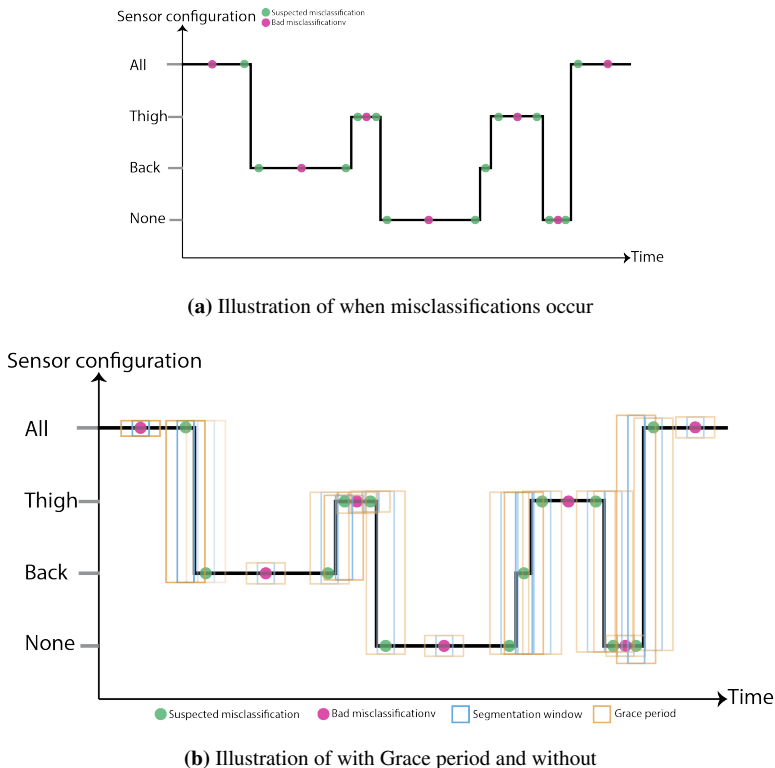 Sensor configuration
Suspected misclassification
Bad misclassificationv
All
Thigh
Back
None
Time
(a) Illustration of when misclassifications occur
Sensor configuration
All
Thigh
Back
None
Time
Suspected misclassification Bad misclassificationv Segmentation window Grace period
(b) Illustration of with Grace period and without